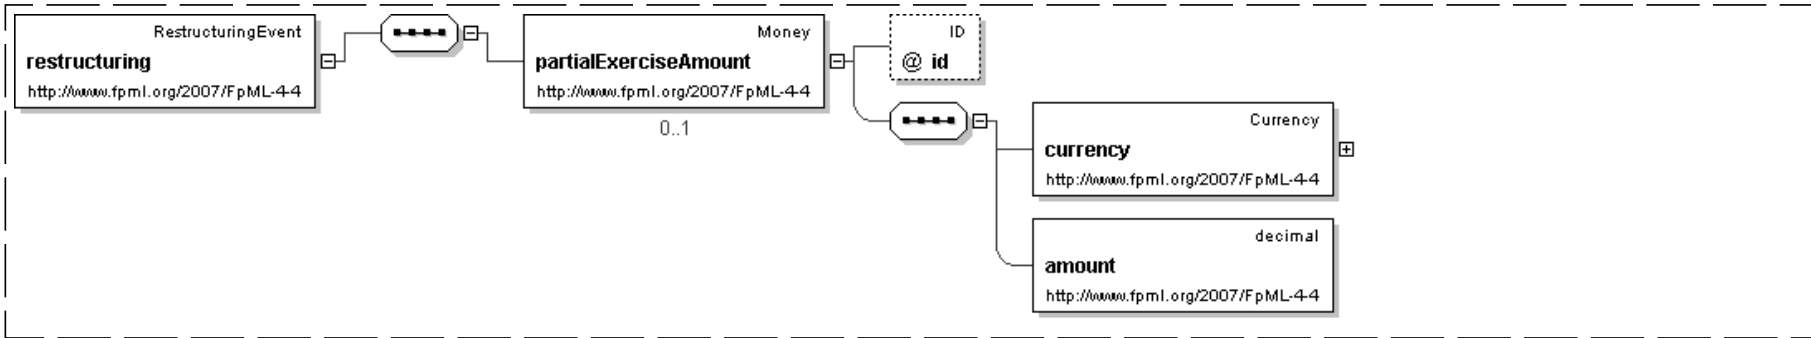 RestructuringEvent
restructuring
http://www.fpml.org/2007/FpML-4-4
Money
partialExerciseAmount
http://www.fpml.org/2007/FpML-4-4
0..1
ID
@ id
Currency
currency
http://www.fpml.org/2007/FpML-4-4
decimal
amount
http://www.fpml.org/2007/FpML-4-4